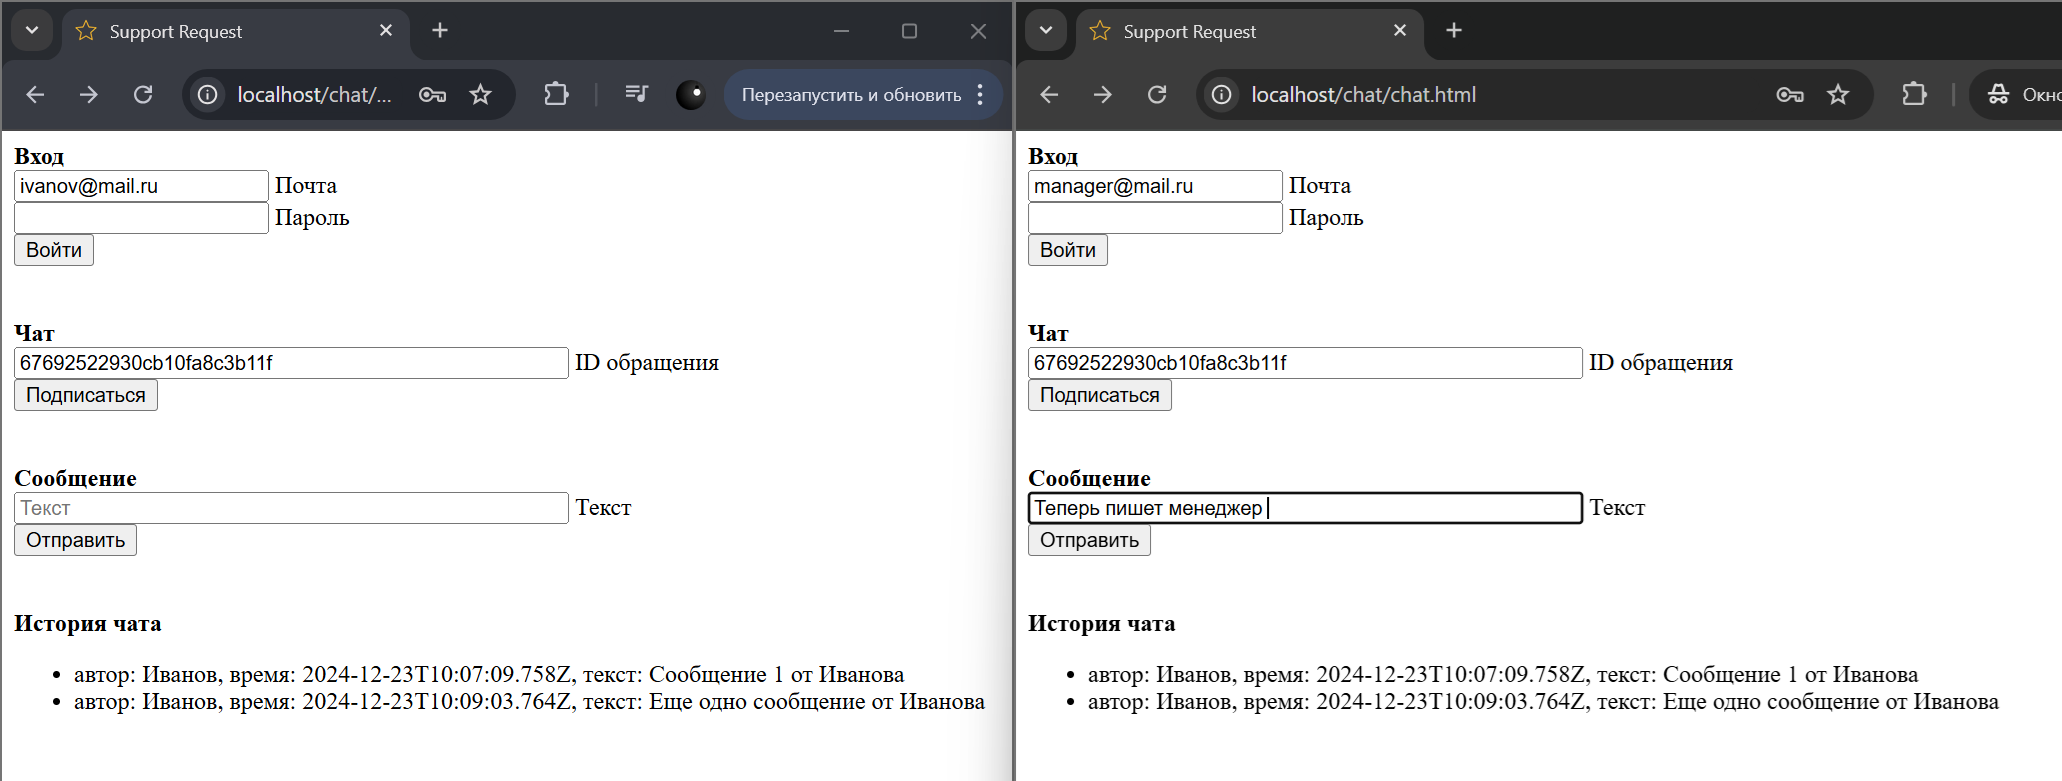 Support Request
localhost/chat/...
Перезапустить и обновить
Вход
ivanov@mail.ru Почта
Пароль
Войти
Чат
67692522930cb10fa8c3b11f ID обращения
Подписаться
Сообщение
Текст Текст
Отправить
История чата
автор: Иванов, время: 2024-12-23T10:07:09.758Z, текст: Сообщение 1 от Иванова
автор: Иванов, время: 2024-12-23T10:09:03.764Z, текст: Еще одно сообщение от Иванова
Support Request
localhost/chat/chat.html
Окно
Вход
manager@mail.ru Почта
Пароль
Войти
Чат
67692522930cb10fa8c3b11f ID обращения
Подписаться
Сообщение
Теперь пишет менеджер Текст
Отправить
История чата
автор: Иванов, время: 2024-12-23T10:07:09.758Z, текст: Сообщение 1 от Иванова
автор: Иванов, время: 2024-12-23T10:09:03.764Z, текст: Еще одно сообщение от Иванова